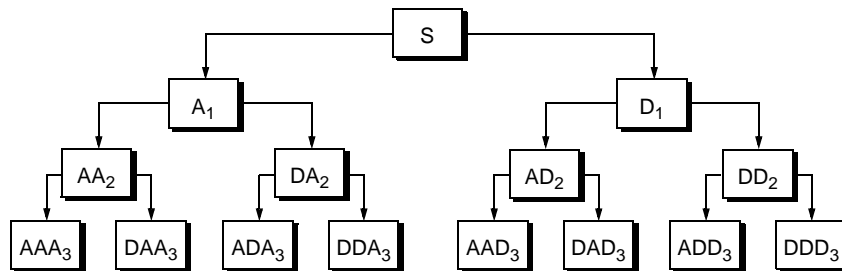 S
A₁ D₁
AA₂ DA₂ AD₂ DD₂
AAA₃ DAA₃ ADA₃ DDA₃ AAD₃ DAD₃ ADD₃ DDD₃